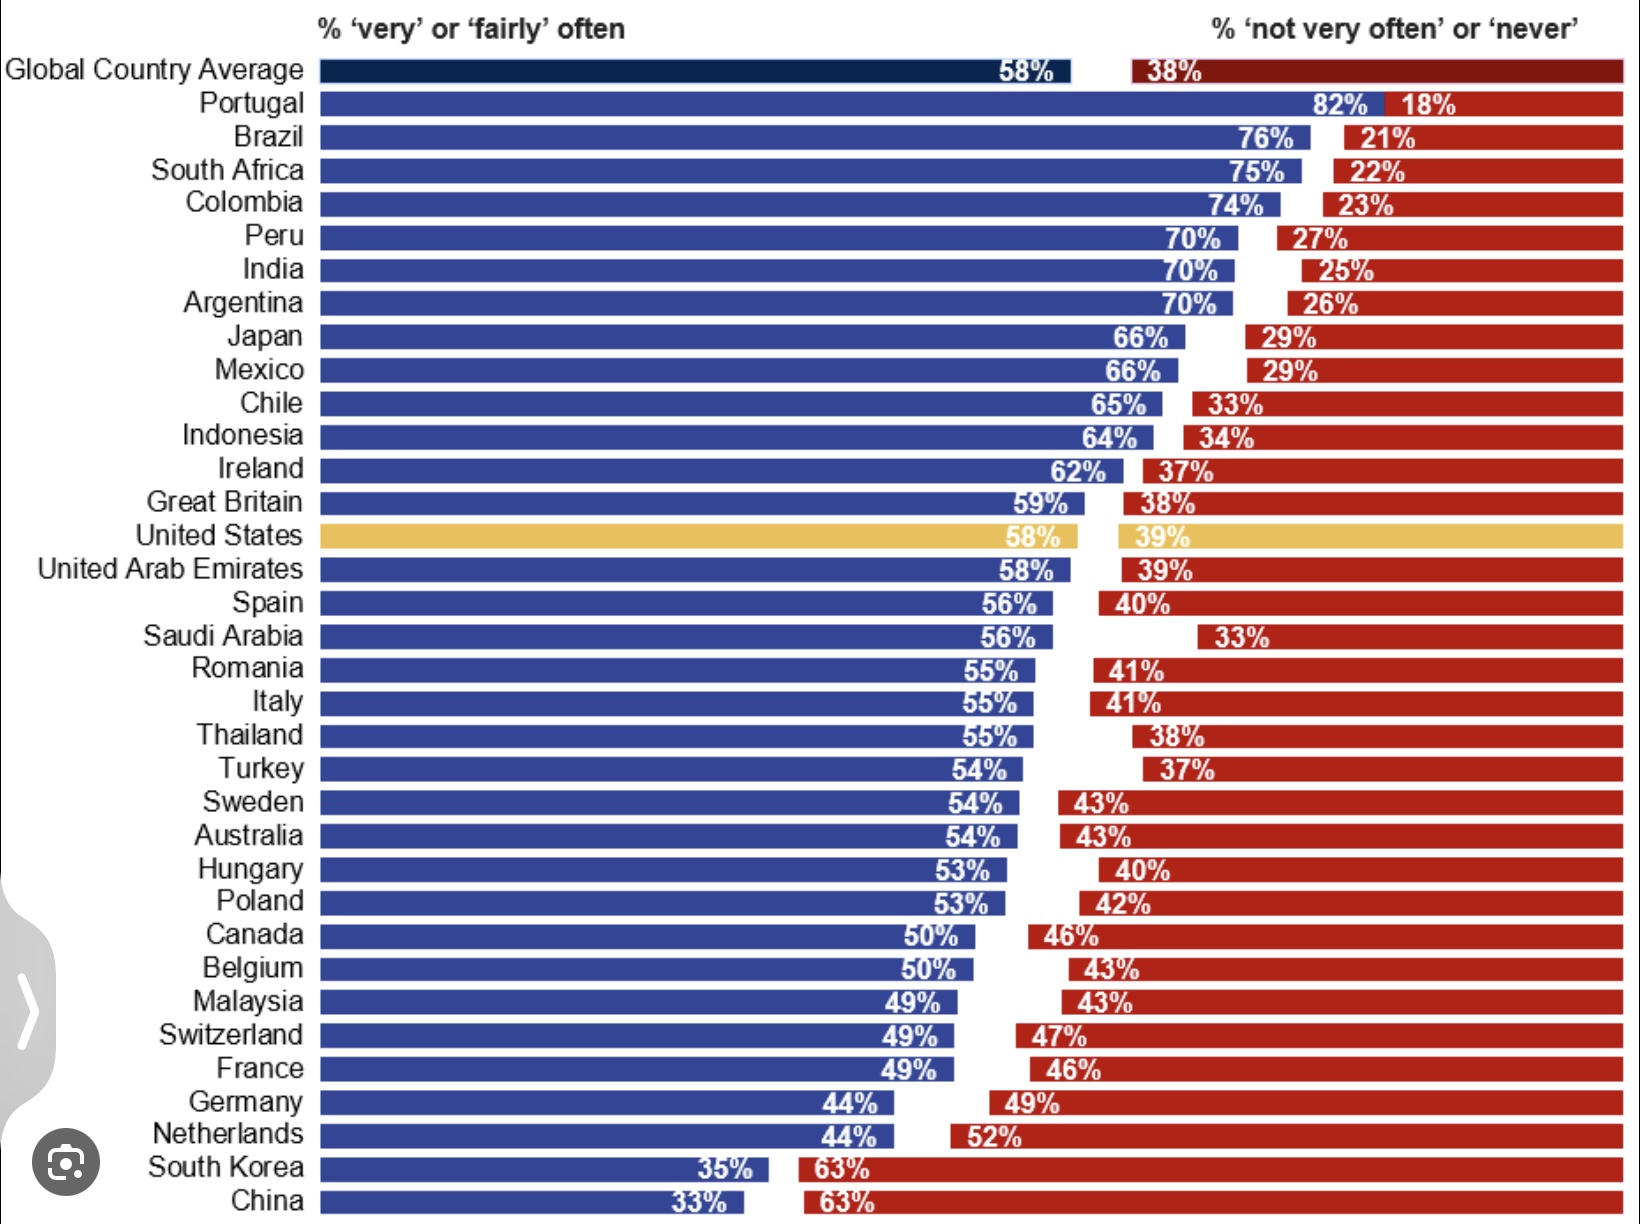 % ‘very’ or ‘fairly’ often % ‘not very often’ or ‘never’
Global Country Average 58% 38%
Portugal 82% 18%
Brazil 76% 21%
South Africa 75% 22%
Colombia 74% 23%
Peru 70% 27%
India 70% 25%
Argentina 70% 26%
Japan 66% 29%
Mexico 66% 29%
Chile 65% 33%
Indonesia 64% 34%
Ireland 62% 37%
Great Britain 59% 38%
United States 58% 39%
United Arab Emirates 58% 39%
Spain 56% 40%
Saudi Arabia 56% 33%
Romania 55% 41%
Italy 55% 41%
Thailand 55% 38%
Turkey 54% 37%
Sweden 54% 43%
Australia 54% 43%
Hungary 53% 40%
Poland 53% 42%
Canada 50% 46%
Belgium 50% 43%
Malaysia 49% 43%
Switzerland 49% 47%
France 49% 46%
Germany 44% 49%
Netherlands 44% 52%
South Korea 35% 63%
China 33% 63%